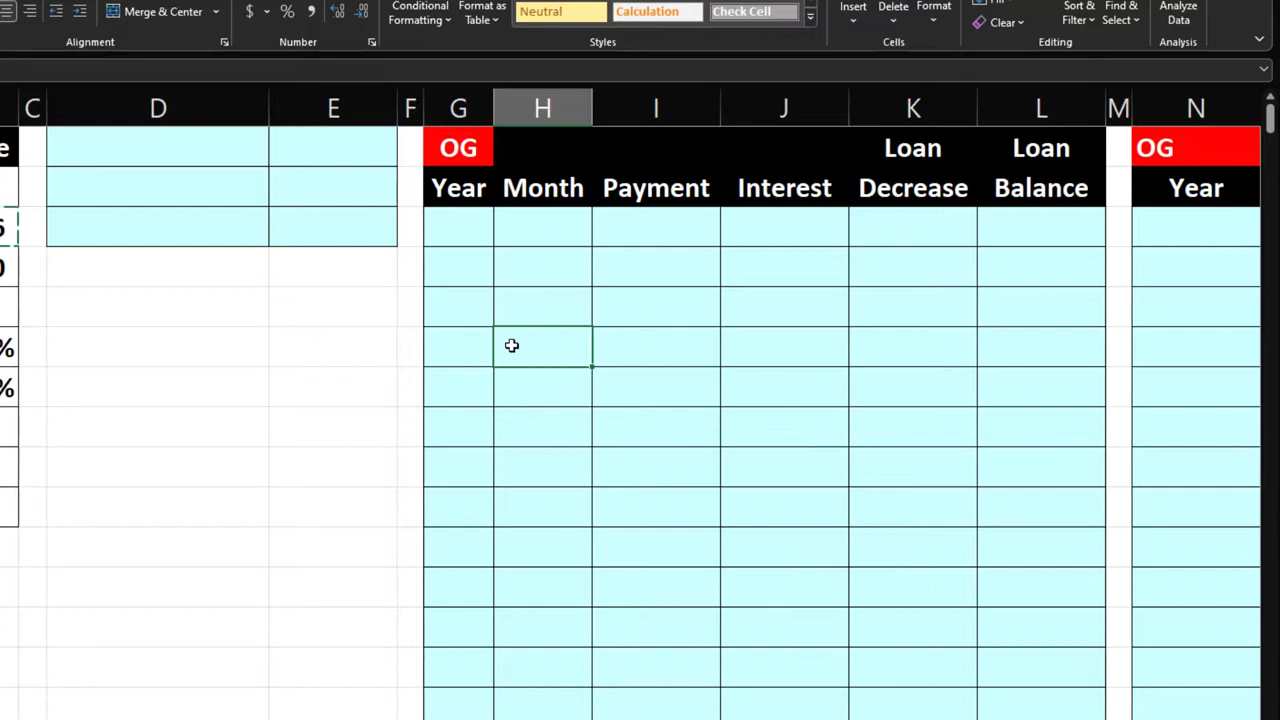 Merge & Center
$ % ,
Conditional
Formatting
Format as
Table
Neutral
Calculation
Check Cell
Insert
Delete
Format
Clear
Sort &
Filter
Find &
Select
Analyze
Data
Alignment
Number
Styles
Cells
Editing
Analysis
C D E F G H I J K L M N
e OG Loan Loan OG
Year Month Payment Interest Decrease Balance Year
%
%